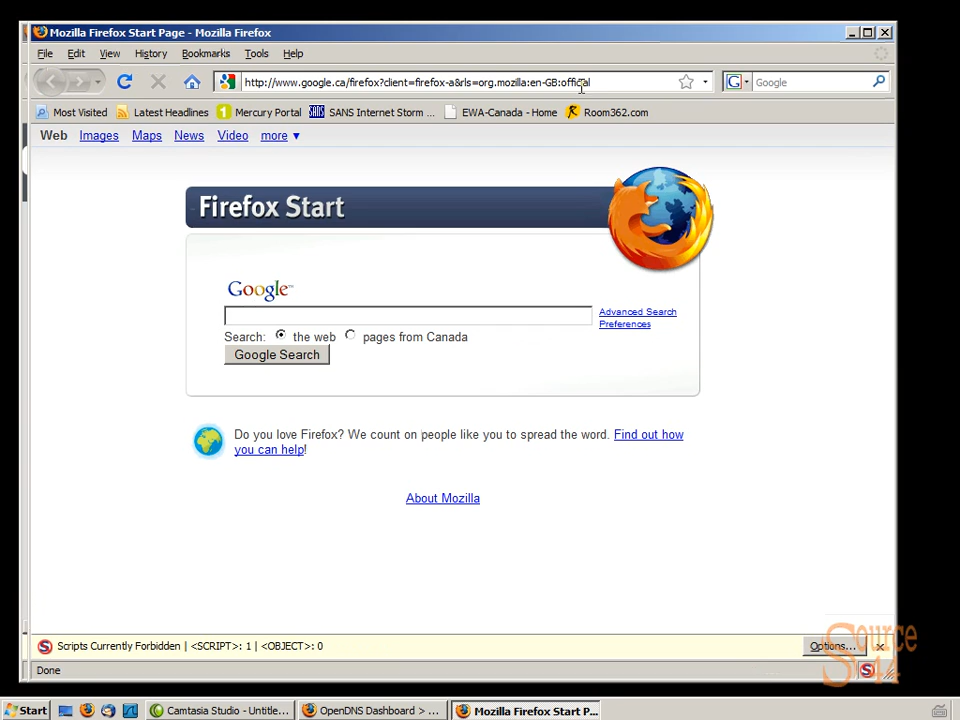 Mozilla Firefox Start Page - Mozilla Firefox
File Edit View History Bookmarks Tools Help
http://www.google.ca/firefox?client=firefox-a&rls=org.mozilla:en-GB:official
Google
Most Visited Latest Headlines Mercury Portal SANS Internet Storm ... EWA-Canada - Home Room362.com
Web Images Maps News Video more ▼
Firefox Start
Google™
Advanced Search
Preferences
Search: the web pages from Canada
Google Search
Do you love Firefox? We count on people like you to spread the word. Find out how
you can help!
About Mozilla
Scripts Currently Forbidden | <SCRIPT>: 1 | <OBJECT>: 0
Options...
Source
44
Done
Start Camtasia Studio - Untitle... OpenDNS Dashboard > ... Mozilla Firefox Start P...